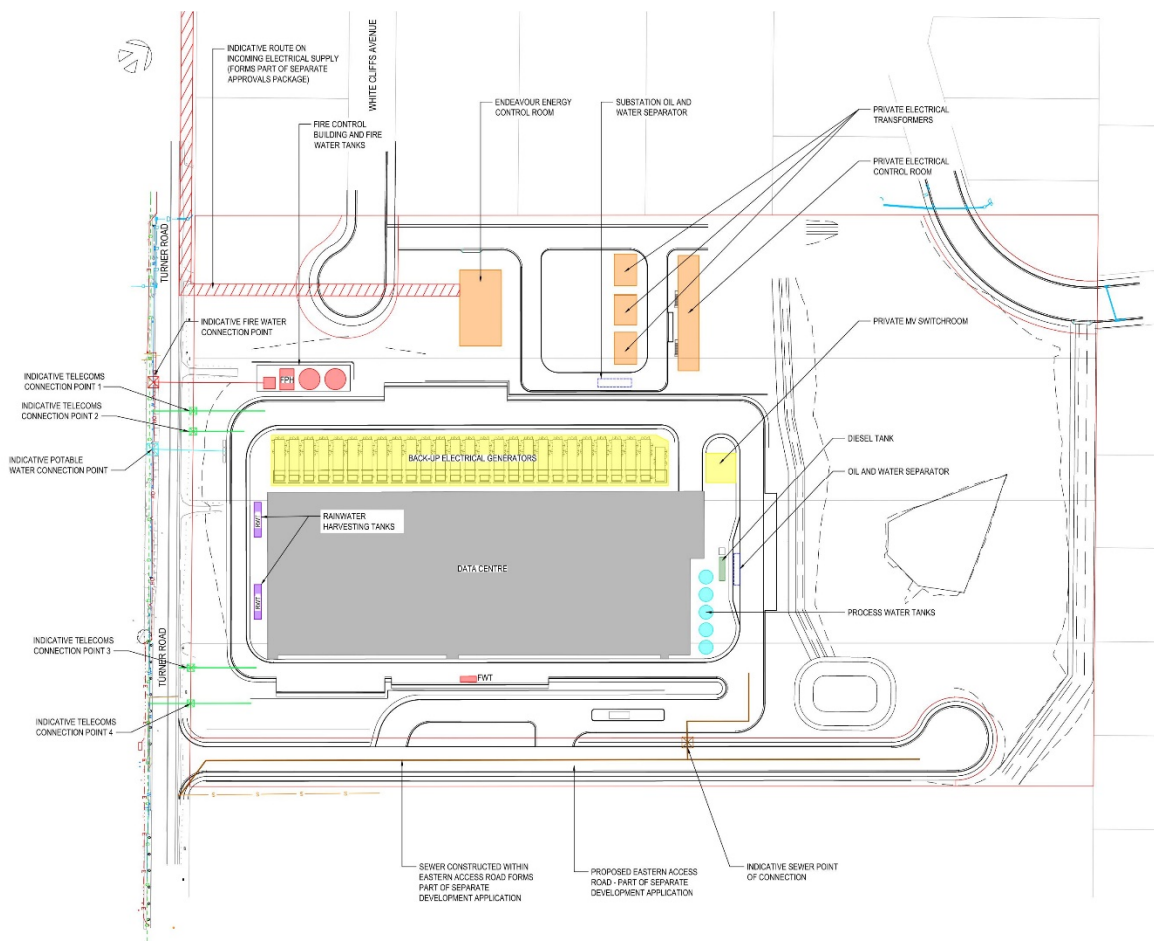 INDICATIVE ROUTE ON
INCOMING ELECTRICAL SUPPLY
(FORMS PART OF SEPARATE
APPROVALS PACKAGE)
WHITE CLIFFS AVENUE
ENDEAVOUR ENERGY
CONTROL ROOM
SUBSTATION OIL AND
WATER SEPARATOR
PRIVATE ELECTRICAL
TRANSFORMERS
FIRE CONTROL
BUILDING AND FIRE
WATER TANKS
PRIVATE ELECTRICAL
CONTROL ROOM
TURNER ROAD
INDICATIVE FIRE WATER
CONNECTION POINT
PRIVATE MV SWITCHROOM
FPH
INDICATIVE TELECOMS
CONNECTION POINT 1
INDICATIVE TELECOMS
CONNECTION POINT 2
INDICATIVE POTABLE
WATER CONNECTION POINT
BACK-UP ELECTRICAL GENERATORS
DIESEL TANK
OIL AND WATER SEPARATOR
RWT
RAINWATER
HARVESTING TANKS
DATA CENTRE
RWT
PROCESS WATER TANKS
INDICATIVE TELECOMS
CONNECTION POINT 3
TURNER ROAD
FWT
INDICATIVE TELECOMS
CONNECTION POINT 4
SEWER CONSTRUCTED WITHIN
EASTERN ACCESS ROAD FORMS
PART OF SEPARATE
DEVELOPMENT APPLICATION
PROPOSED EASTERN ACCESS
ROAD - PART OF SEPARATE
DEVELOPMENT APPLICATION
INDICATIVE SEWER POINT
OF CONNECTION